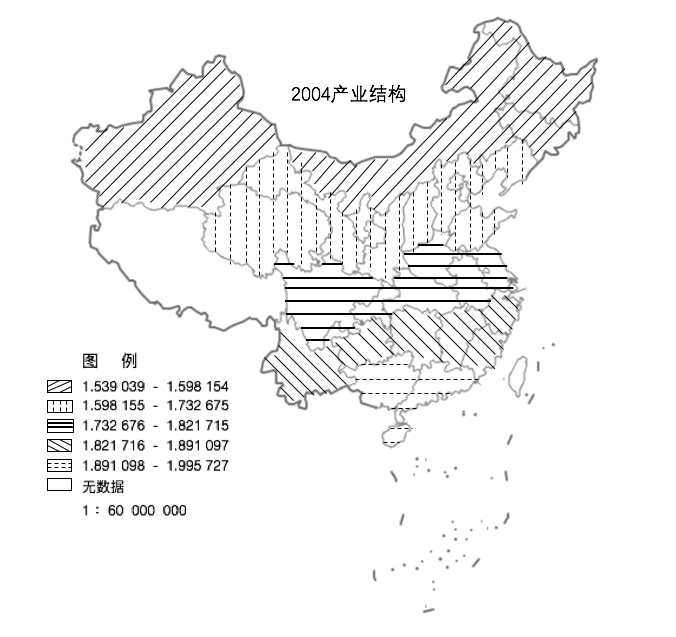 2004产业结构
图 例
1.539 039 - 1.598 154
1.598 155 - 1.732 675
1.732 676 - 1.821 715
1.821 716 - 1.891 097
1.891 098 - 1.995 727
无数据
1：60 000 000